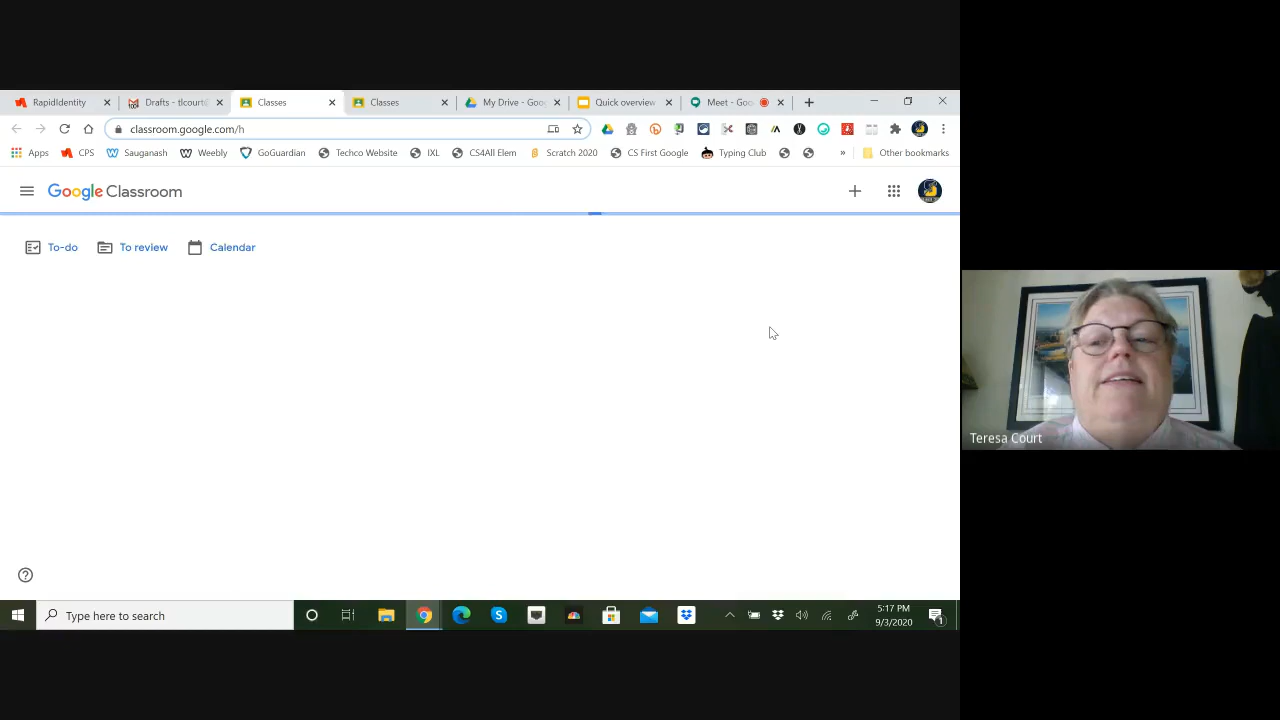 RapidIdentity
Drafts - tlcourt
Classes
Classes
My Drive - Goo
Quick overview
Meet - Goo
classroom.google.com/h
Apps
CPS
Sauganash
Weebly
GoGuardian
Techco Website
IXL
CS4All Elem
Scratch 2020
CS First Google
Typing Club
»
Other bookmarks
Google Classroom
To-do
To review
Calendar
Teresa Court
Type here to search
5:17 PM
9/3/2020
1